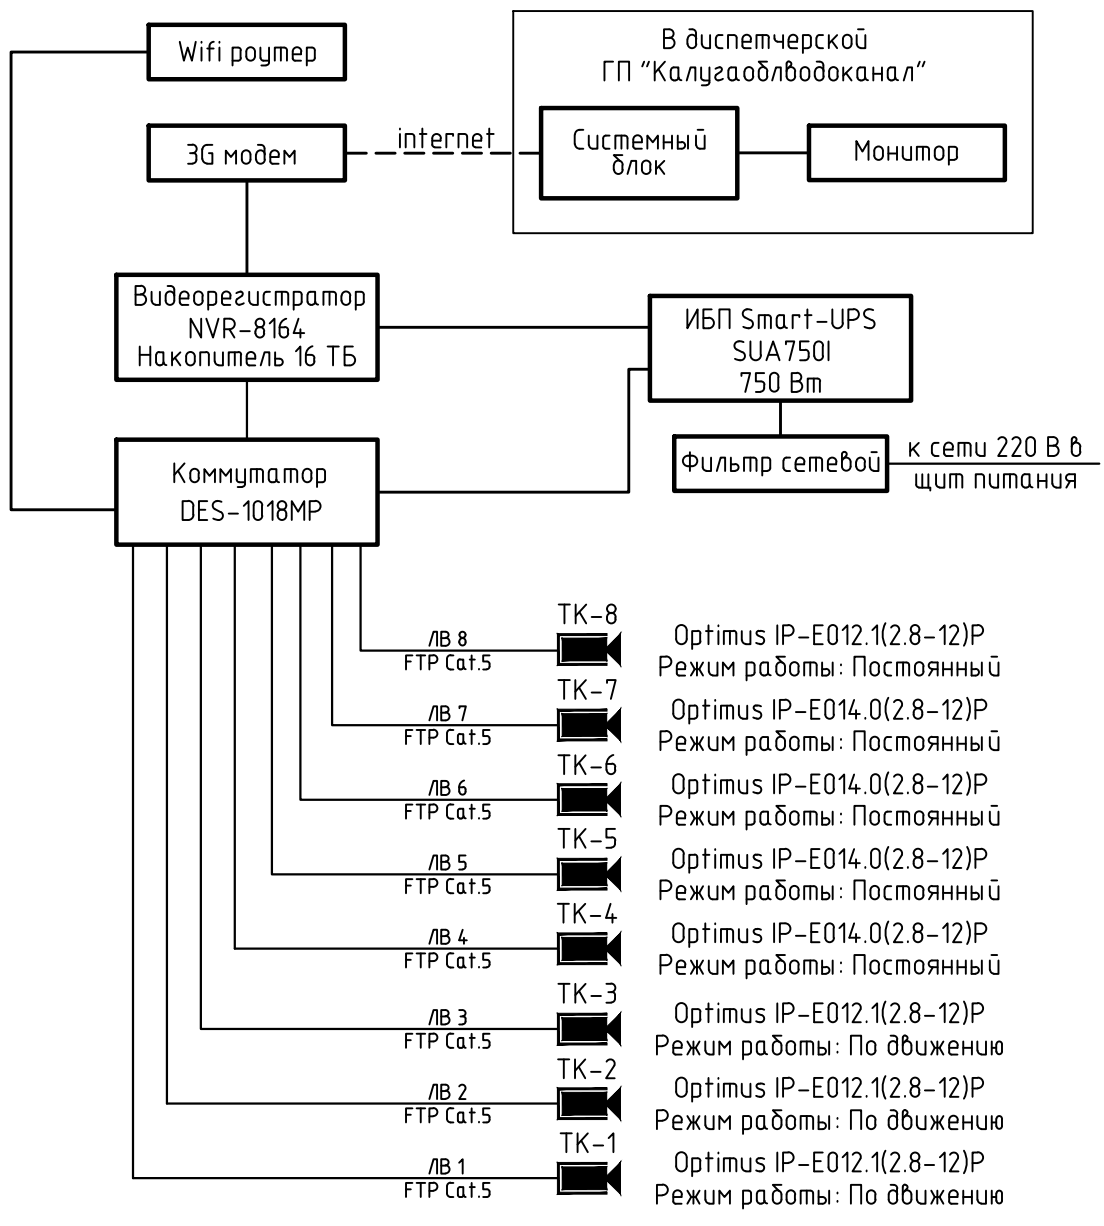 Wifi роутер
В диспетчерской
ГП "Калугаоблводоканал"
3G модем
internet
Системный
блок
Монитор
Видеорегистратор
NVR-8164
Накопитель 16 ТБ
ИБП Smart-UPS
SUA750I
750 Вт
Фильтр сетевой
к сети 220 В в
щит питания
Коммутатор
DES-1018MP
ТК-8
ЛВ 8
FTP Cat.5
Optimus IP-E012.1(2.8-12)P
Режим работы: Постоянный
ТК-7
ЛВ 7
FTP Cat.5
Optimus IP-E014.0(2.8-12)P
Режим работы: Постоянный
ТК-6
ЛВ 6
FTP Cat.5
Optimus IP-E014.0(2.8-12)P
Режим работы: Постоянный
ТК-5
ЛВ 5
FTP Cat.5
Optimus IP-E014.0(2.8-12)P
Режим работы: Постоянный
ТК-4
ЛВ 4
FTP Cat.5
Optimus IP-E014.0(2.8-12)P
Режим работы: Постоянный
ТК-3
ЛВ 3
FTP Cat.5
Optimus IP-E012.1(2.8-12)P
Режим работы: По движению
ТК-2
ЛВ 2
FTP Cat.5
Optimus IP-E012.1(2.8-12)P
Режим работы: По движению
ТК-1
ЛВ 1
FTP Cat.5
Optimus IP-E012.1(2.8-12)P
Режим работы: По движению